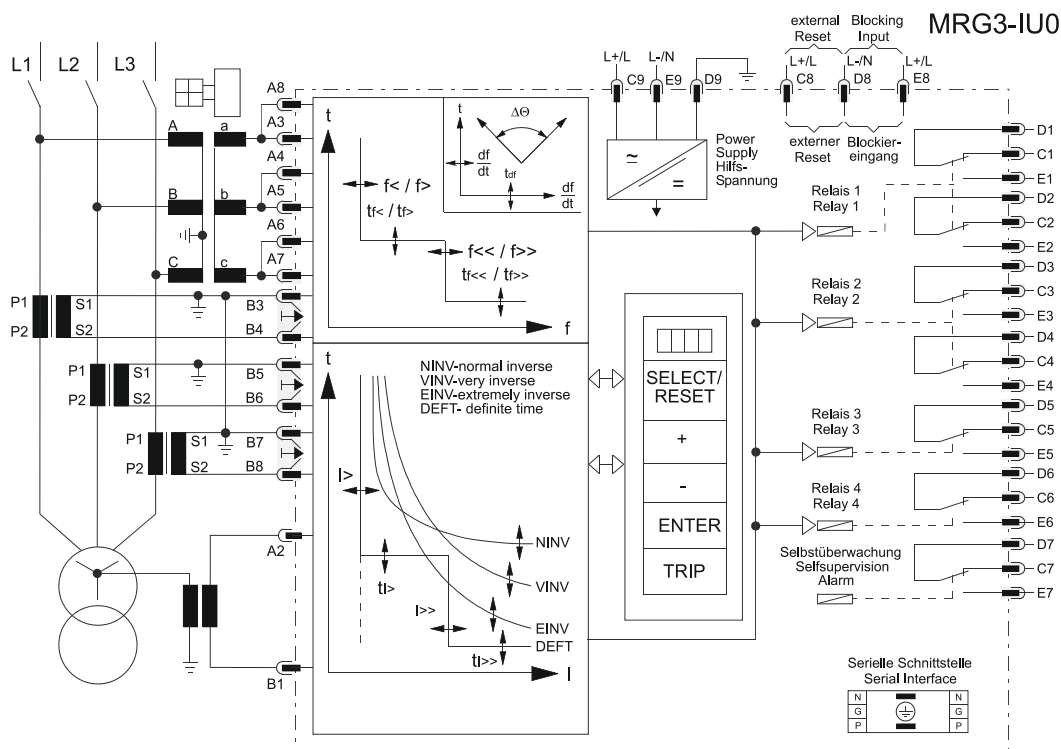 MRG3-IU0
external Reset
Blocking Input
L+/L
L-/N
L+/L
L-/N
L+/L
C9
E9
D9
C8
D8
E8
externer Reset
Blockier-
eingang
Power
Supply
Hilfs-
Spannung
≃
=
L1
L2
L3
A
a
B
b
C
c
A8
A3
A4
A5
A6
A7
B3
B4
B5
B6
B7
B8
A2
B1
P1
S1
P2
S2
P1
S1
P2
S2
P1
S1
P2
S2
t
t
ΔΘ
df
dt
tdf
df
dt
f< / f>
tf< / tf>
f<< / f>>
tf<< / tf>>
f
t
NINV-normal inverse
VINV-very inverse
EINV-extremely inverse
DEFT- definite time
I>
tI>
I>>
tI>>
NINV
VINV
EINV
DEFT
I
SELECT/
RESET
+
-
ENTER
TRIP
Relais 1
Relay 1
Relais 2
Relay 2
Relais 3
Relay 3
Relais 4
Relay 4
Selbstüberwachung
Selfsupervision
Alarm
D1
C1
E1
D2
C2
E2
D3
C3
E3
D4
C4
E4
D5
C5
E5
D6
C6
E6
D7
C7
E7
Serielle Schnittstelle
Serial Interface
N
N
G
G
P
P